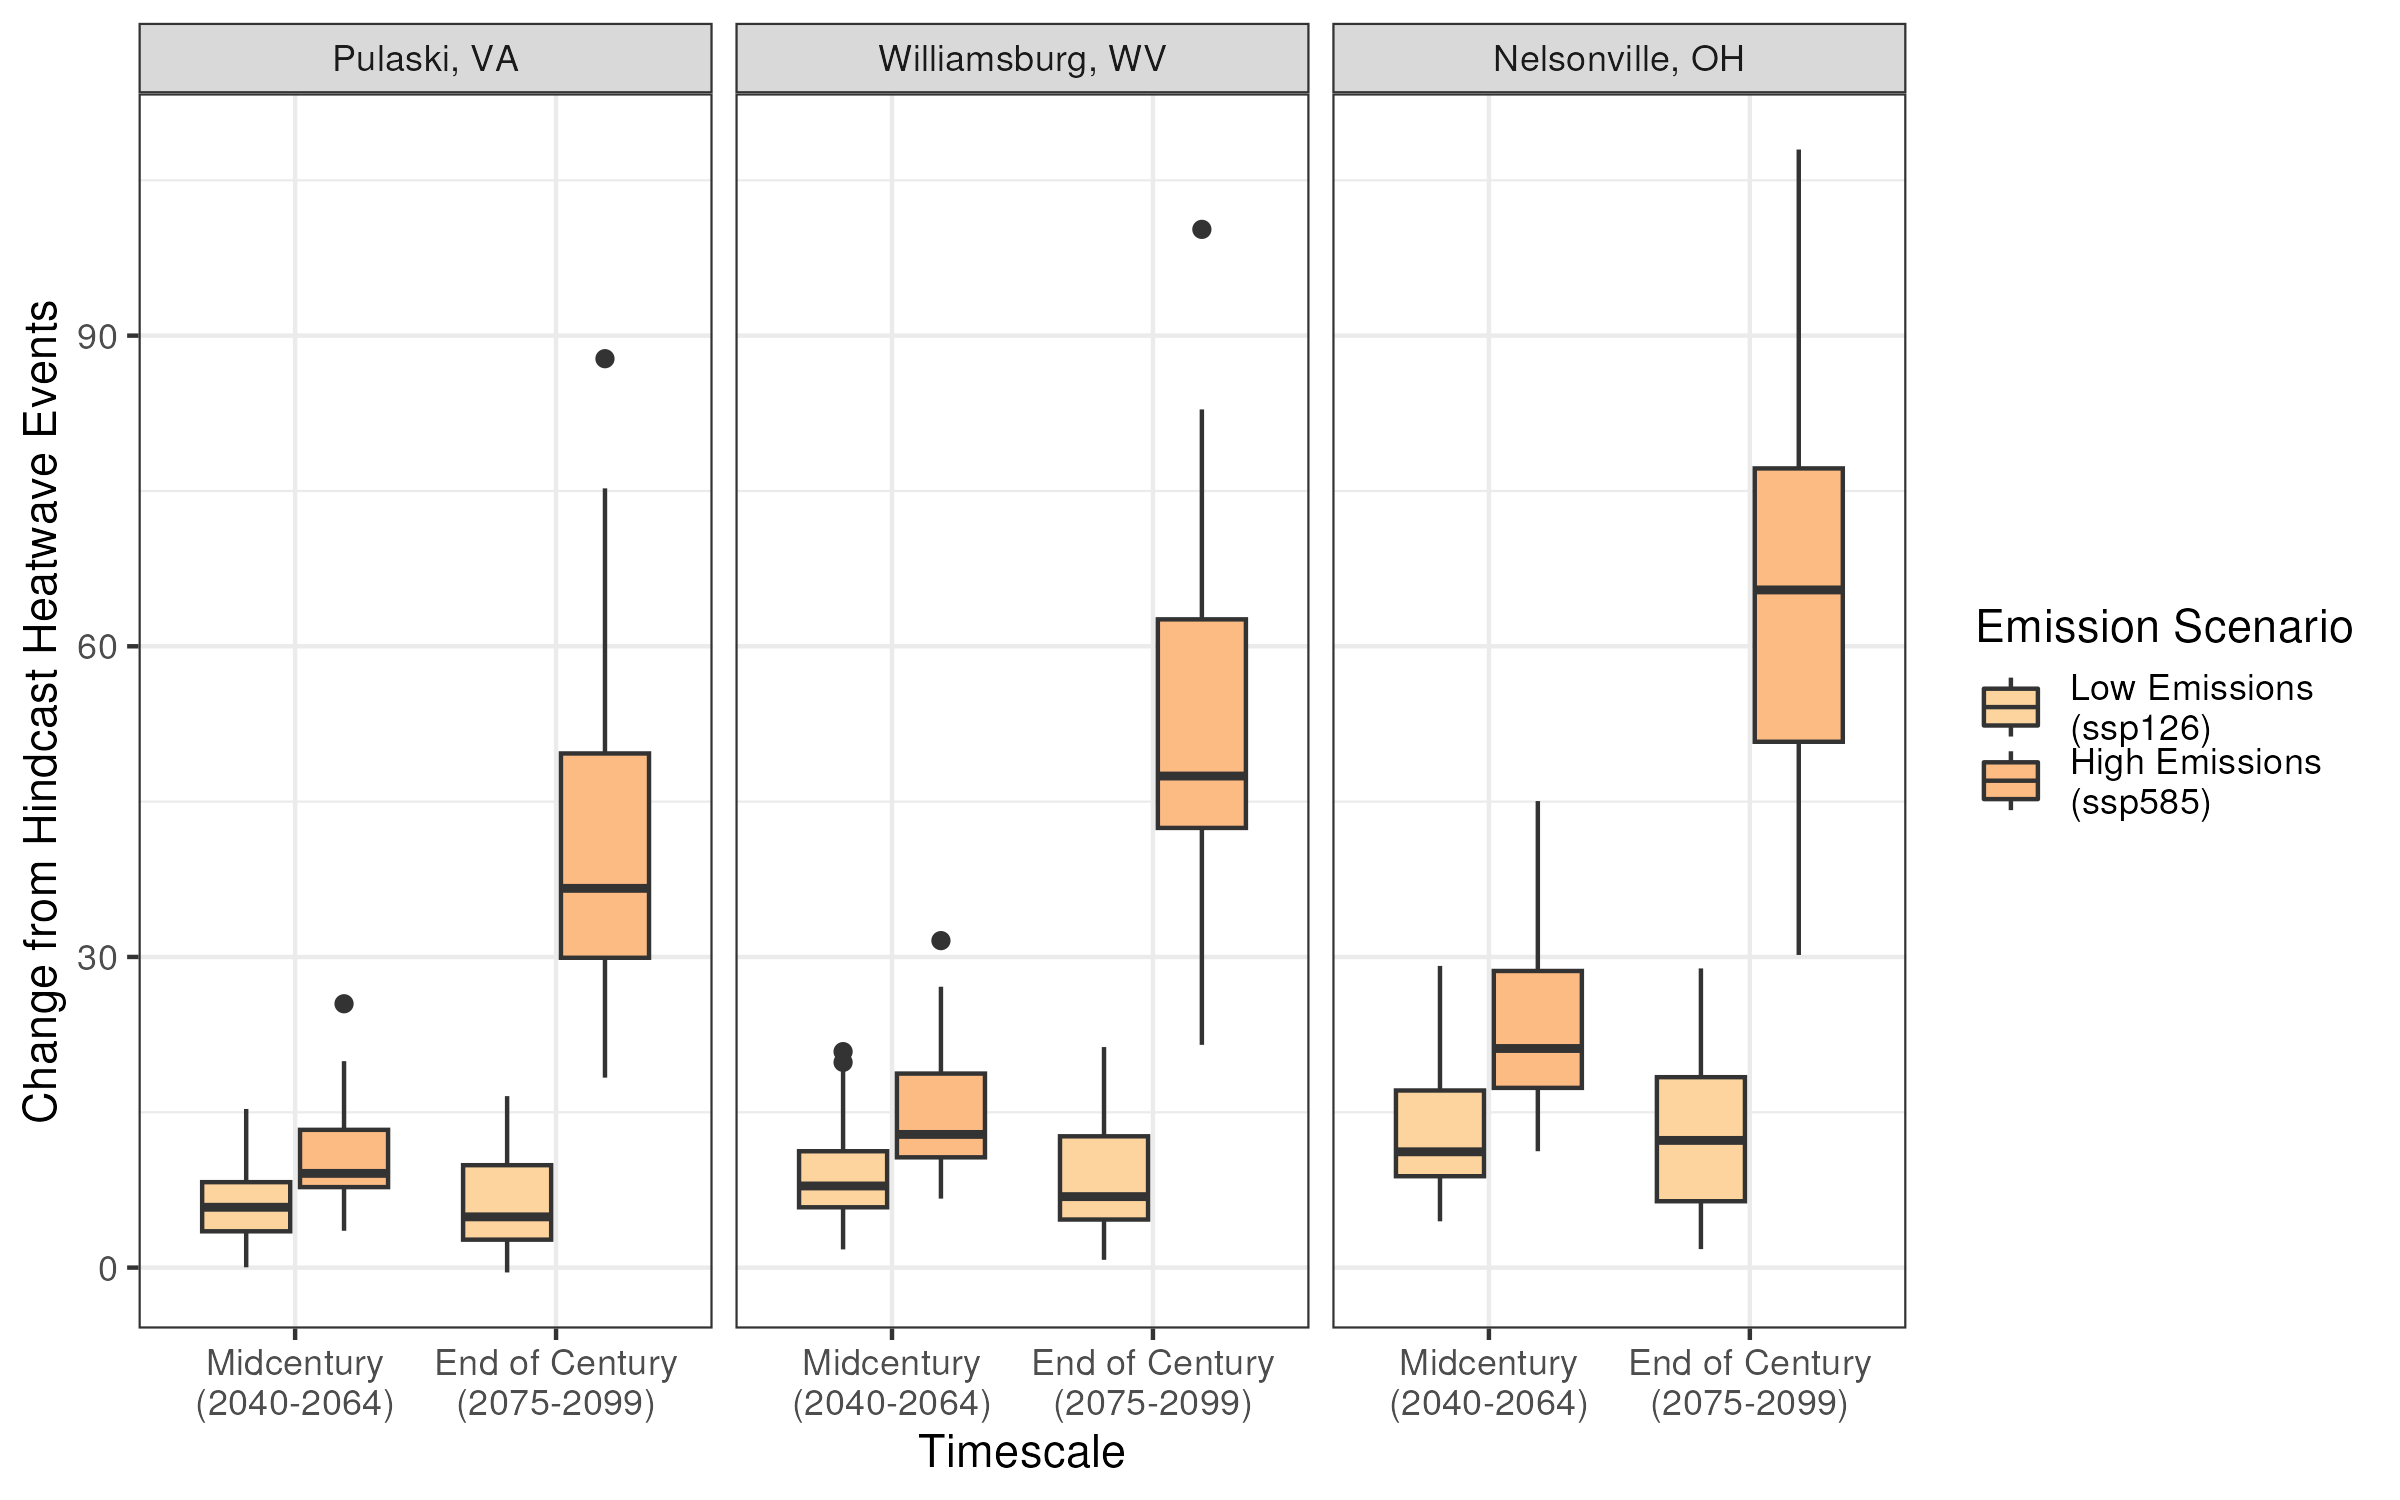 Pulaski, VA
Williamsburg, WV
Nelsonville, OH
Change from Hindcast Heatwave Events
90
60
30
0
Midcentury
(2040-2064)
End of Century
(2075-2099)
Midcentury
(2040-2064)
End of Century
(2075-2099)
Midcentury
(2040-2064)
End of Century
(2075-2099)
Timescale
Emission Scenario
Low Emissions
(ssp126)
High Emissions
(ssp585)